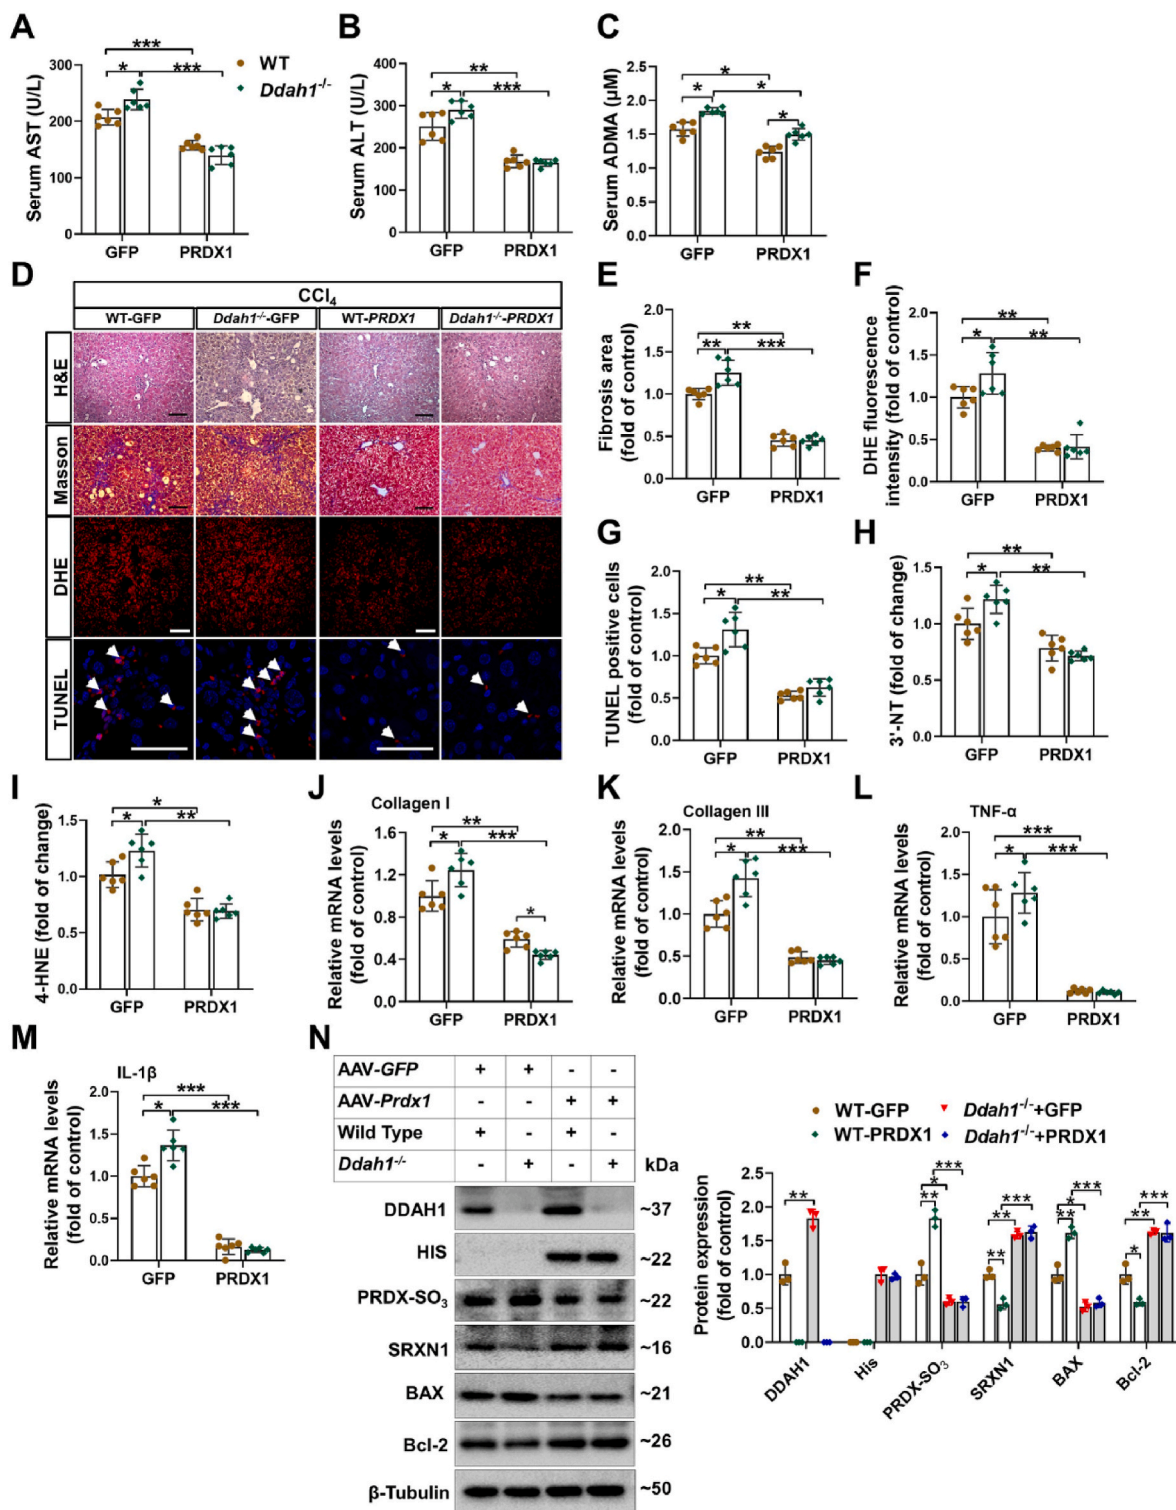 A
Serum AST (U/L)
300
200
100
0
***
*
***
GFP
PRDX1
WT
Ddah1-/-
B
Serum ALT (U/L)
400
300
200
100
0
**
*
***
GFP
PRDX1
C
Serum ADMA (μM)
2.5
2.0
1.5
1.0
0.5
0.0
*
*
*
*
GFP
PRDX1
D
CCl4
WT-GFP
Ddah1-/-GFP
WT-PRDX1
Ddah1-/-PRDX1
H&E
Masson
DHE
TUNEL
E
Fibrosis area
(fold of control)
2.0
1.5
1.0
0.5
0.0
**
**
***
GFP
PRDX1
F
DHE fluorescence
intensity (fold of control)
2.0
1.5
1.0
0.5
0.0
**
*
**
GFP
PRDX1
G
TUNEL positive cells
(fold of control)
2.0
1.5
1.0
0.5
0.0
**
*
**
GFP
PRDX1
H
3'-NT (fold of change)
1.5
1.0
0.5
0.0
**
*
**
GFP
PRDX1
I
4-HNE (fold of change)
1.5
1.0
0.5
0.0
*
*
**
GFP
PRDX1
J
Collagen I
Relative mRNA levels
(fold of control)
1.6
1.2
0.8
0.4
0.0
**
*
***
*
GFP
PRDX1
K
Collagen III
Relative mRNA levels
(fold of control)
2.0
1.5
1.0
0.5
0.0
**
*
***
GFP
PRDX1
L
TNF-α
Relative mRNA levels
(fold of control)
2.0
1.5
1.0
0.5
0.0
***
*
***
GFP
PRDX1
M
IL-1β
Relative mRNA levels
(fold of control)
2.0
1.5
1.0
0.5
0.0
***
*
***
GFP
PRDX1
N
AAV-GFP + + - -
AAV-Prdx1 - - + +
Wild Type + - + -
Ddah1-/- - + - +
kDa
DDAH1 ~37
HIS ~22
PRDX-SO3 ~22
SRXN1 ~16
BAX ~21
Bcl-2 ~26
β-Tubulin ~50
WT-GFP
Ddah1-/-+GFP
WT-PRDX1
Ddah1-/-+PRDX1
Protein expression
(fold of control)
2.5
2.0
1.5
1.0
0.5
0.0
**
***
*
**
***
**
**
***
*
**
***
**
*
DDAH1
His
PRDX-SO3
SRXN1
BAX
Bcl-2